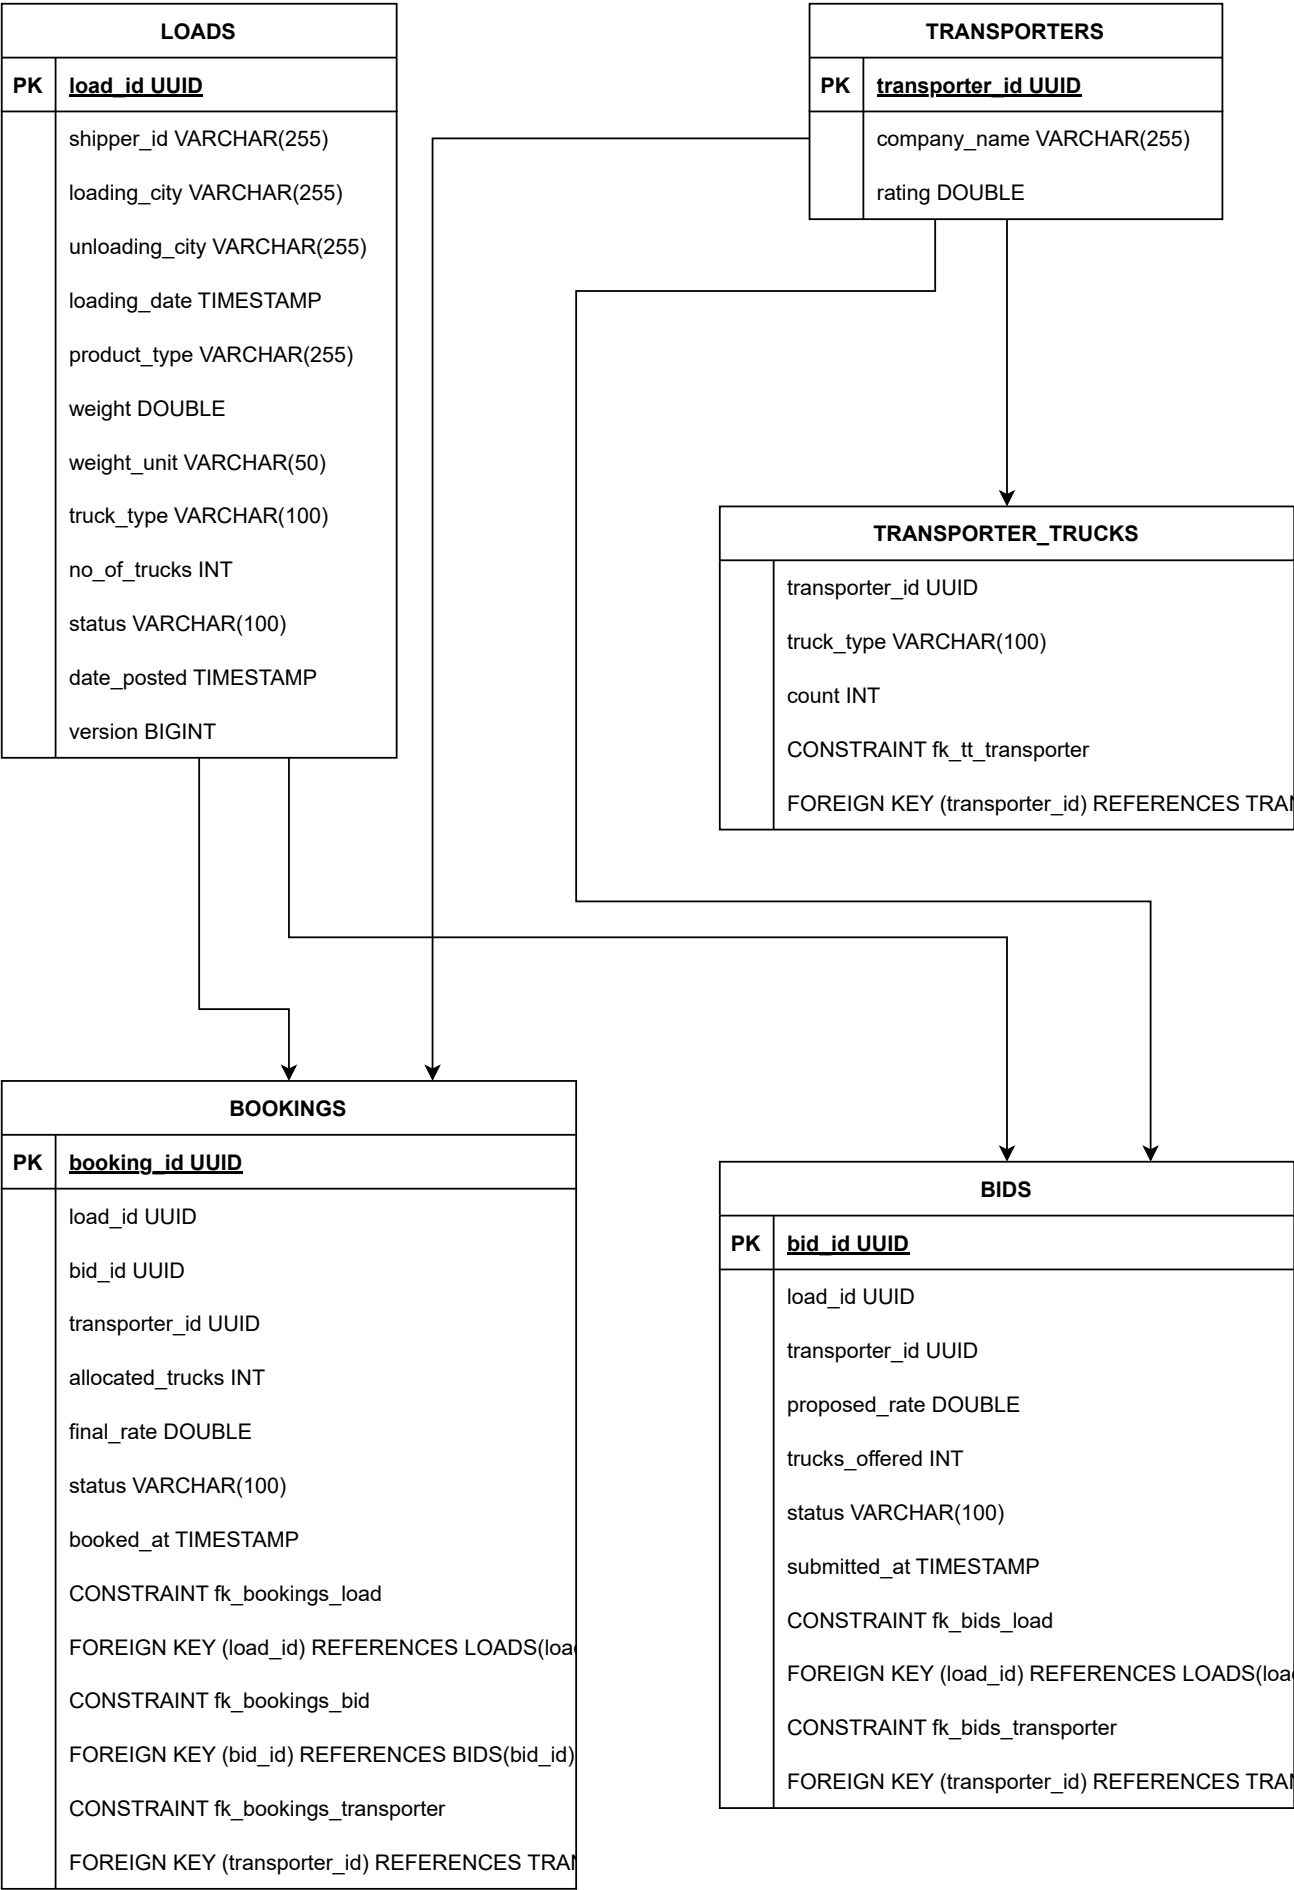 LOADS
PK load_id UUID
shipper_id VARCHAR(255)
loading_city VARCHAR(255)
unloading_city VARCHAR(255)
loading_date TIMESTAMP
product_type VARCHAR(255)
weight DOUBLE
weight_unit VARCHAR(50)
truck_type VARCHAR(100)
no_of_trucks INT
status VARCHAR(100)
date_posted TIMESTAMP
version BIGINT
TRANSPORTERS
PK transporter_id UUID
company_name VARCHAR(255)
rating DOUBLE
TRANSPORTER_TRUCKS
transporter_id UUID
truck_type VARCHAR(100)
count INT
CONSTRAINT fk_tt_transporter
FOREIGN KEY (transporter_id) REFERENCES
BOOKINGS
PK booking_id UUID
load_id UUID
bid_id UUID
transporter_id UUID
allocated_trucks INT
final_rate DOUBLE
status VARCHAR(100)
booked_at TIMESTAMP
CONSTRAINT fk_bookings_load
FOREIGN KEY (load_id) REFERENCES LOADS(
CONSTRAINT fk_bookings_bid
FOREIGN KEY (bid_id) REFERENCES BIDS(bid_id)
CONSTRAINT fk_bookings_transporter
FOREIGN KEY (transporter_id) REFERENCES
BIDS
PK bid_id UUID
load_id UUID
transporter_id UUID
proposed_rate DOUBLE
trucks_offered INT
status VARCHAR(100)
submitted_at TIMESTAMP
CONSTRAINT fk_bids_load
FOREIGN KEY (load_id) REFERENCES LOADS(
CONSTRAINT fk_bids_transporter
FOREIGN KEY (transporter_id) REFERENCES